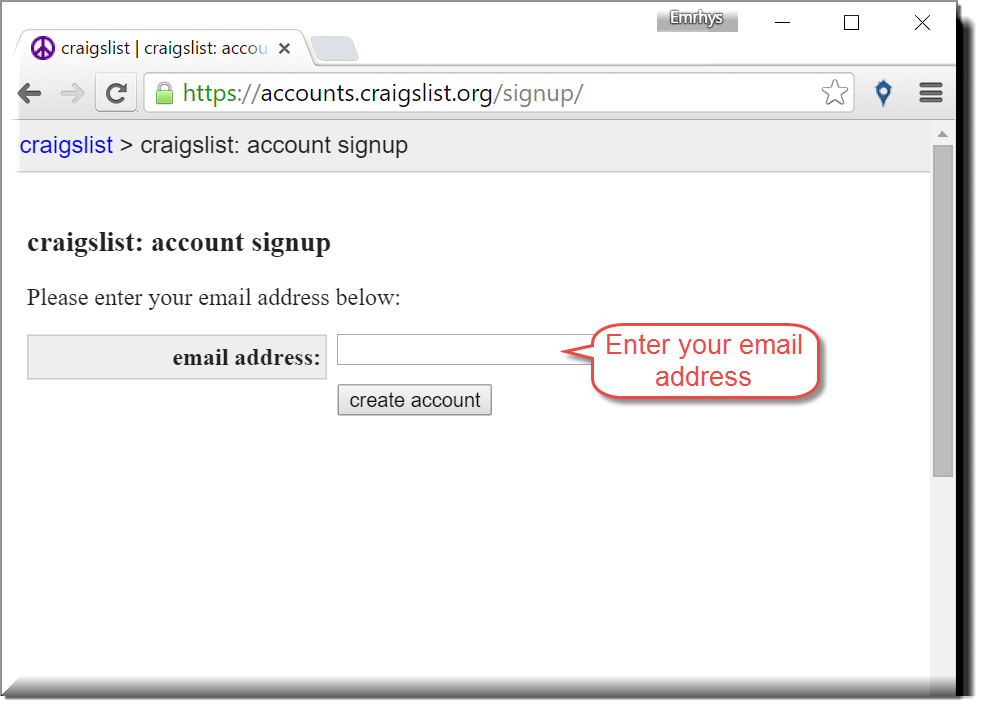 Emrhys
craigslist | craigslist: accou
https://accounts.craigslist.org/signup/
craigslist > craigslist: account signup
craigslist: account signup
Please enter your email address below:
email address:
Enter your email
address
create account